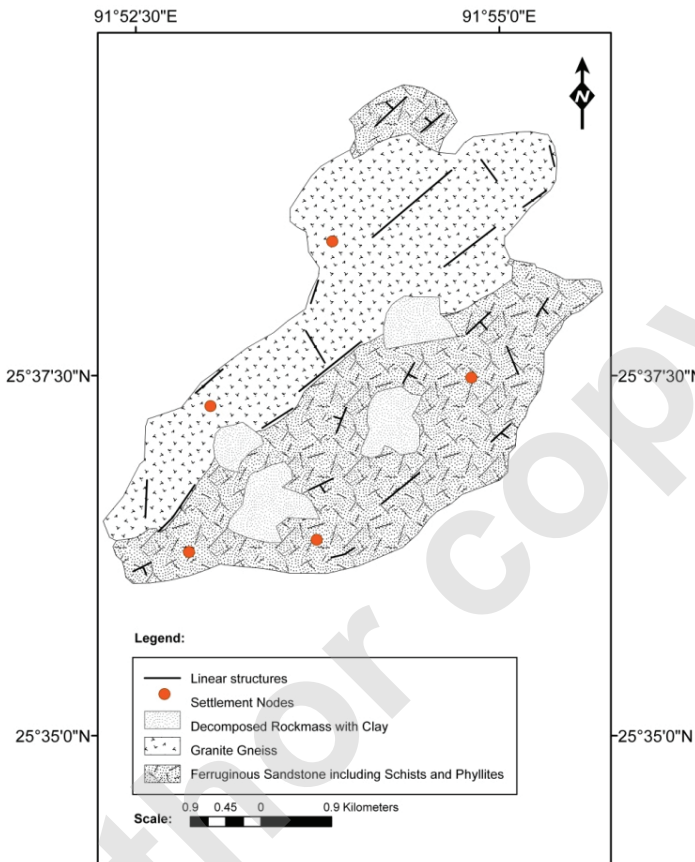 91°52'30"E 91°55'0"E
N
25°37'30"N 25°37'30"N
25°35'0"N 25°35'0"N
Legend:
Linear structures
Settlement Nodes
Decomposed Rockmass with Clay
Granite Gneiss
Ferruginous Sandstone including Schists and Phyllites
0.9 0.45 0 0.9 Kilometers
Scale:
thor copy